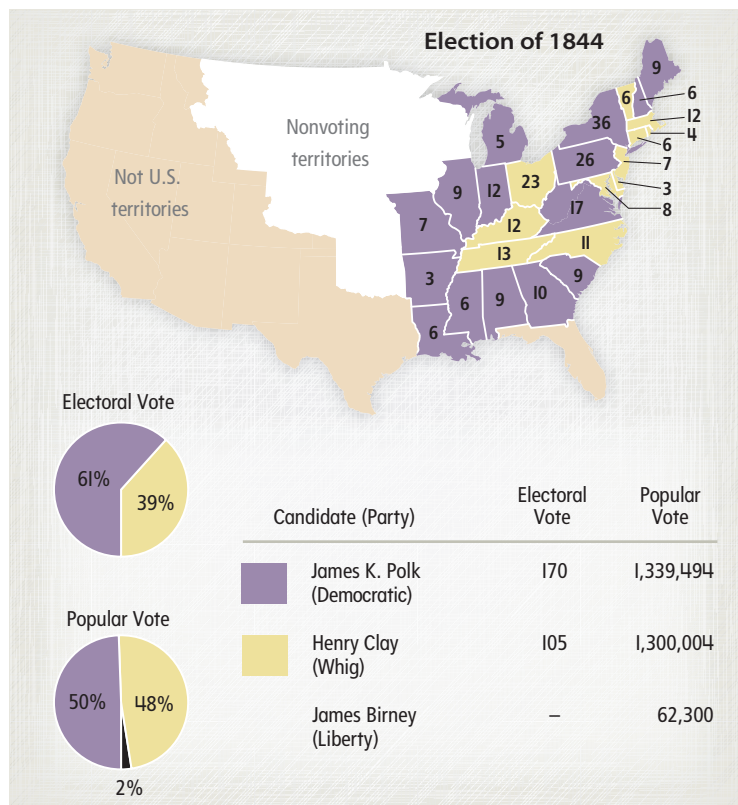 Election of 1844
9
6
6
12
36
4
6
Nonvoting
territories
5
26
7
Not U.S.
territories
9
12
23
3
8
17
7
12
11
13
3
9
6
9
10
6
Electoral Vote
61%
39%
Popular Vote
50%
48%
2%
Candidate (Party)
Electoral
Vote
Popular
Vote
James K. Polk
(Democratic)
170
1,339,494
Henry Clay
(Whig)
105
1,300,004
James Birney
(Liberty)
–
62,300